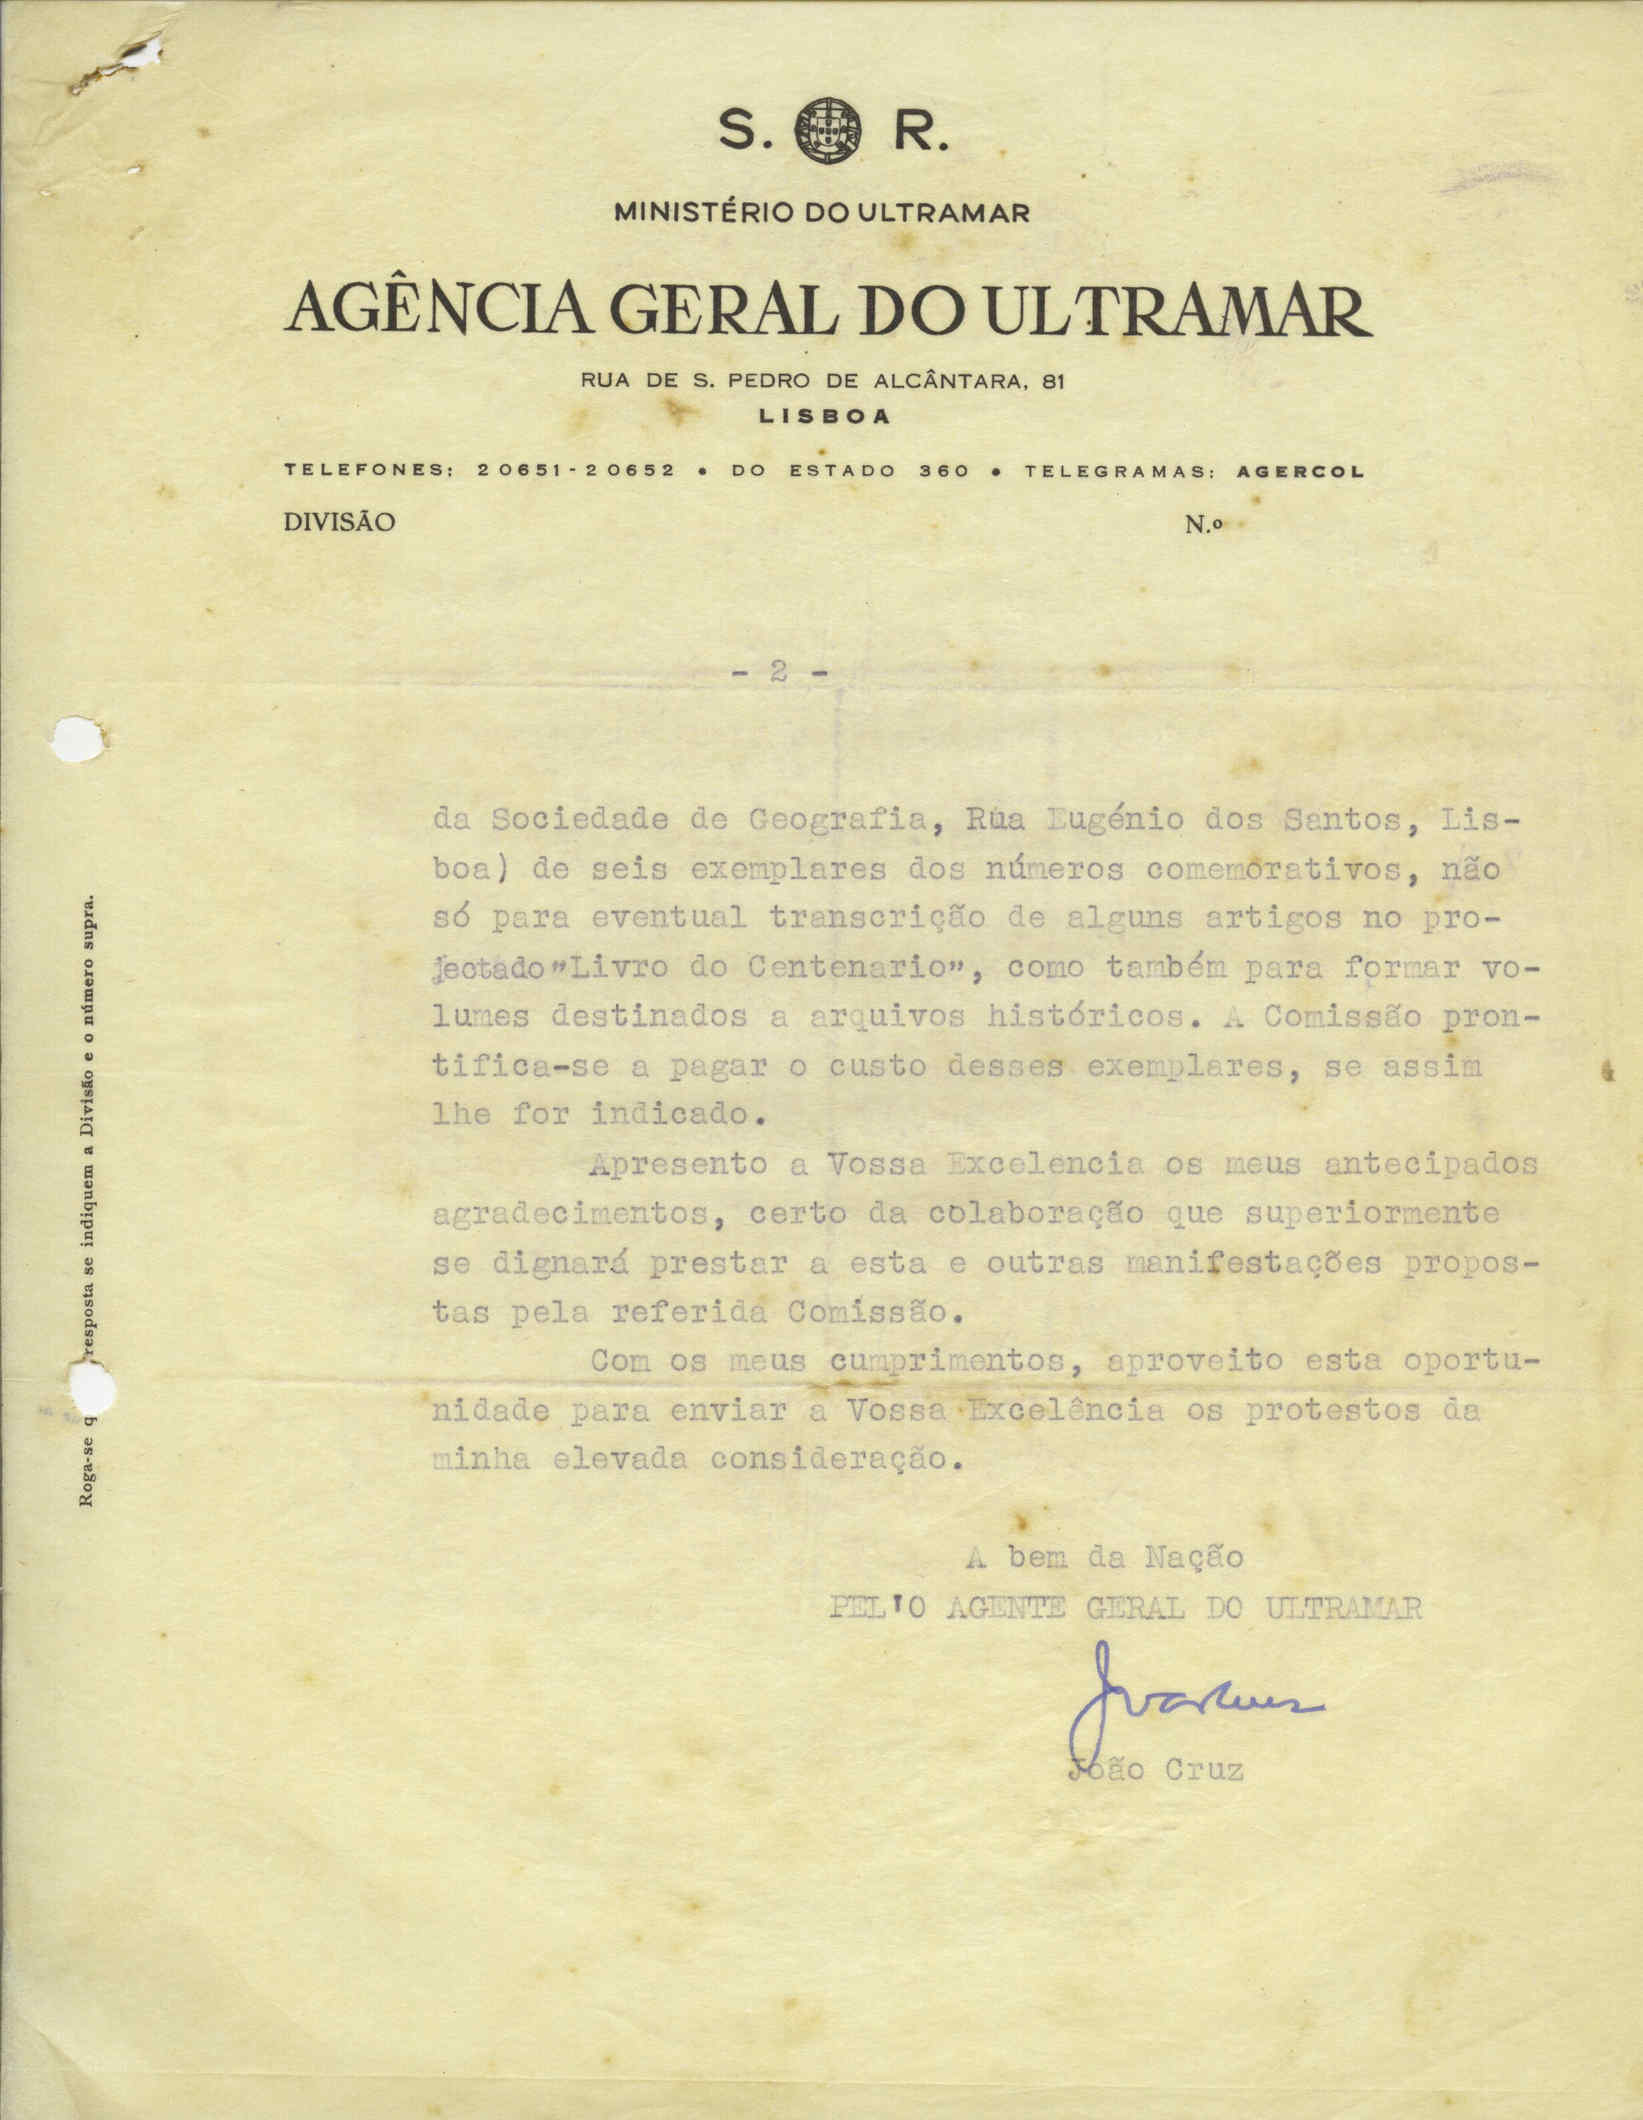 S. R.
MINISTÉRIO DO ULTRAMAR
AGÊNCIA GERAL DO ULTRAMAR
RUA DE S. PEDRO DE ALCÂNTARA, 81
LISBOA
TELEFONES: 20651-20652 • DO ESTADO 360 • TELEGRAMAS: AGERCOL
DIVISÃO N.º
- 2 -
da Sociedade de Geografia, Rua Eugénio dos Santos, Lis-
boa) de seis exemplares dos números comemorativos, não
só para eventual transcrição de alguns artigos no pro-
jectado "Livro do Centenario", como também para formar vo-
lumes destinados a arquivos históricos. A Comissão pron-
tifica-se a pagar o custo desses exemplares, se assim
lhe for indicado.
Apresento a Vossa Excelencia os meus antecipados
agradecimentos, certo da colaboração que superiormente
se dignará prestar a esta e outras manifestações propos-
tas pela referida Comissão.
Com os meus cumprimentos, aproveito esta oportu-
nidade para enviar a Vossa Excelência os protestos da
minha elevada consideração.
A bem da Nação
PEL'O AGENTE GERAL DO ULTRAMAR
João Cruz
Roga-se q resposta se indiquem a Divisão e o número supra.